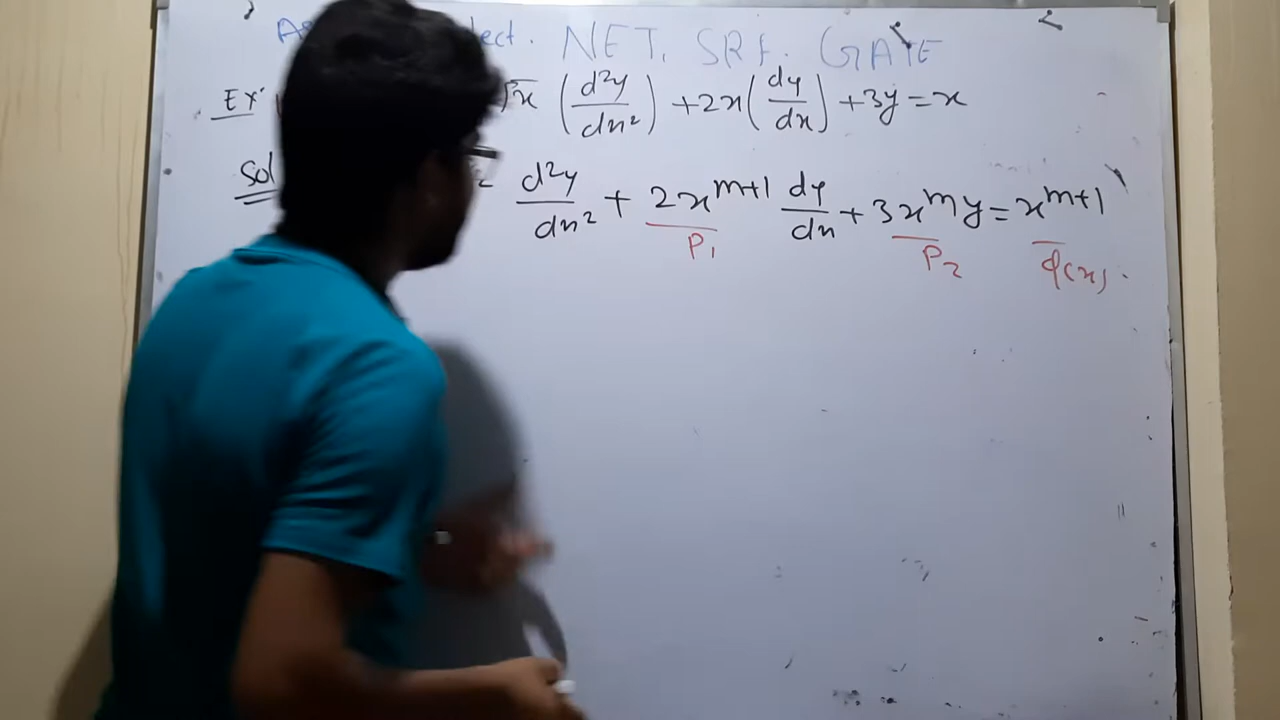 NET. SRF. GATE
Ex √x (d²y/dx²) + 2x (dy/dx) + 3y = x
Sol d²y/dx² + 2x^{m+1} dy/dx + 3x^m y = x^{m+1}
P₁ P₂ φ(x).